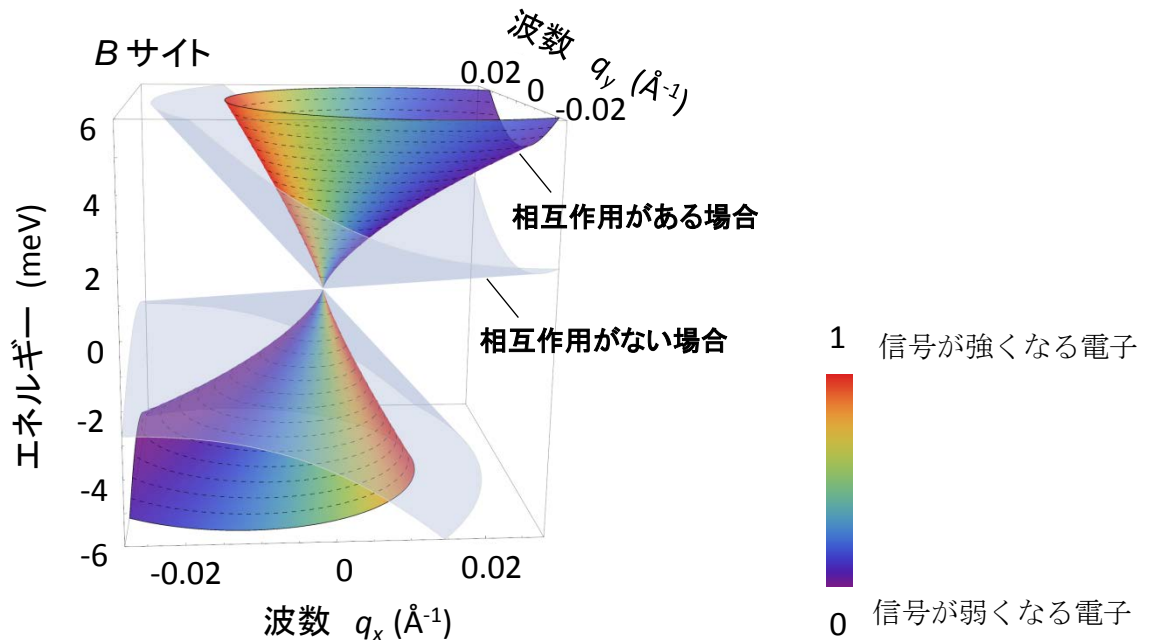 B サイト
波数 qy (Å-1)
0.02
0
-0.02
6
4
2
0
-2
-4
-6
エネルギー (meV)
相互作用がある場合
相互作用がない場合
-0.02
0
0.02
波数 qx (Å-1)
1 信号が強くなる電子
0 信号が弱くなる電子